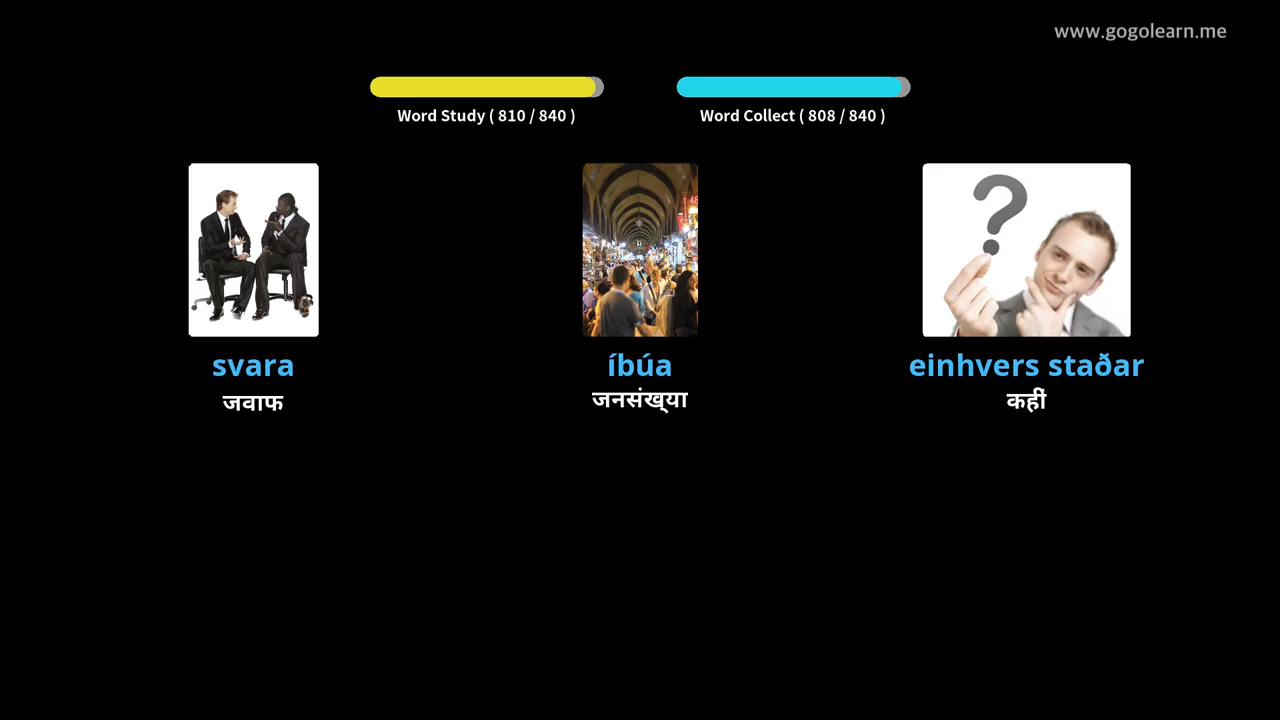 www.gogolearn.me
Word Study ( 810 / 840 )
Word Collect ( 808 / 840 )
svara
íbúa
einhvers staðar
जवाफ
जनसंख्या
कहीं